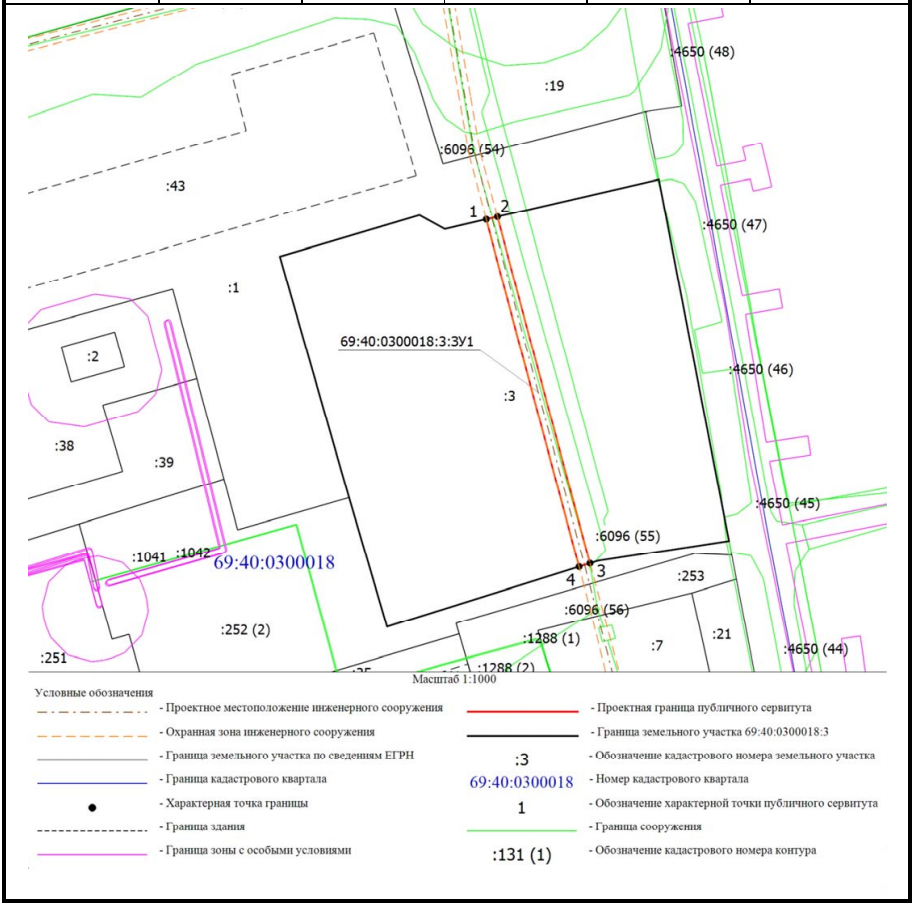 :4650 (48)
:19
:6096 (54)
:43
1
2
:4650 (47)
:1
69:40:0300018:3:ЗУ1
:2
:4650 (46)
:3
:38
:39
:4650 (45)
:6096 (55)
:1041
:1042
69:40:0300018
4
3
:253
:6096 (56)
:252 (2)
:1288 (1)
:7
:21
:4650 (44)
:251
:1288 (2)
Масштаб 1:1000
Условные обозначения
- Проектное местоположение инженерного сооружения
- Охранная зона инженерного сооружения
- Граница земельного участка по сведениям ЕГРН
- Граница кадастрового квартала
- Характерная точка границы
- Граница здания
- Граница зоны с особыми условиями
- Проектная граница публичного сервитута
- Граница земельного участка 69:40:0300018:3
:3 - Обозначение кадастрового номера земельного участка
69:40:0300018 - Номер кадастрового квартала
1 - Обозначение характерной точки публичного сервитута
- Граница сооружения
:131 (1) - Обозначение кадастрового номера контура